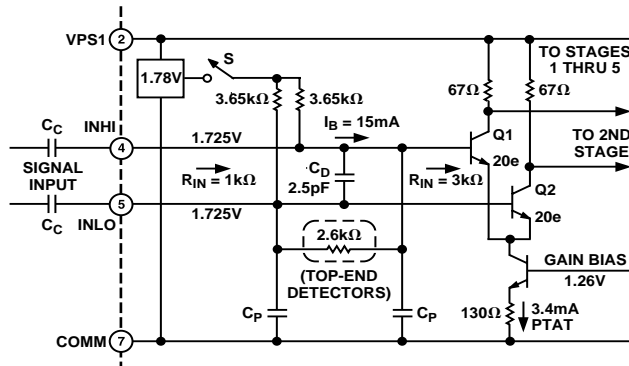 VPS1 2
1.78V
S
TO STAGES
1 THRU 5
3.65kΩ 3.65kΩ
67Ω 67Ω
CC INHI 4
1.725V
IB = 15mA
Q1
20e
TO 2ND
STAGE
SIGNAL
INPUT
RIN = 1kΩ
CD
2.5pF
RIN = 3kΩ
Q2
20e
CC INLO 5
1.725V
2.6kΩ
(TOP-END
DETECTORS)
GAIN BIAS
1.26V
CP CP
130Ω
3.4mA
PTAT
COMM 7